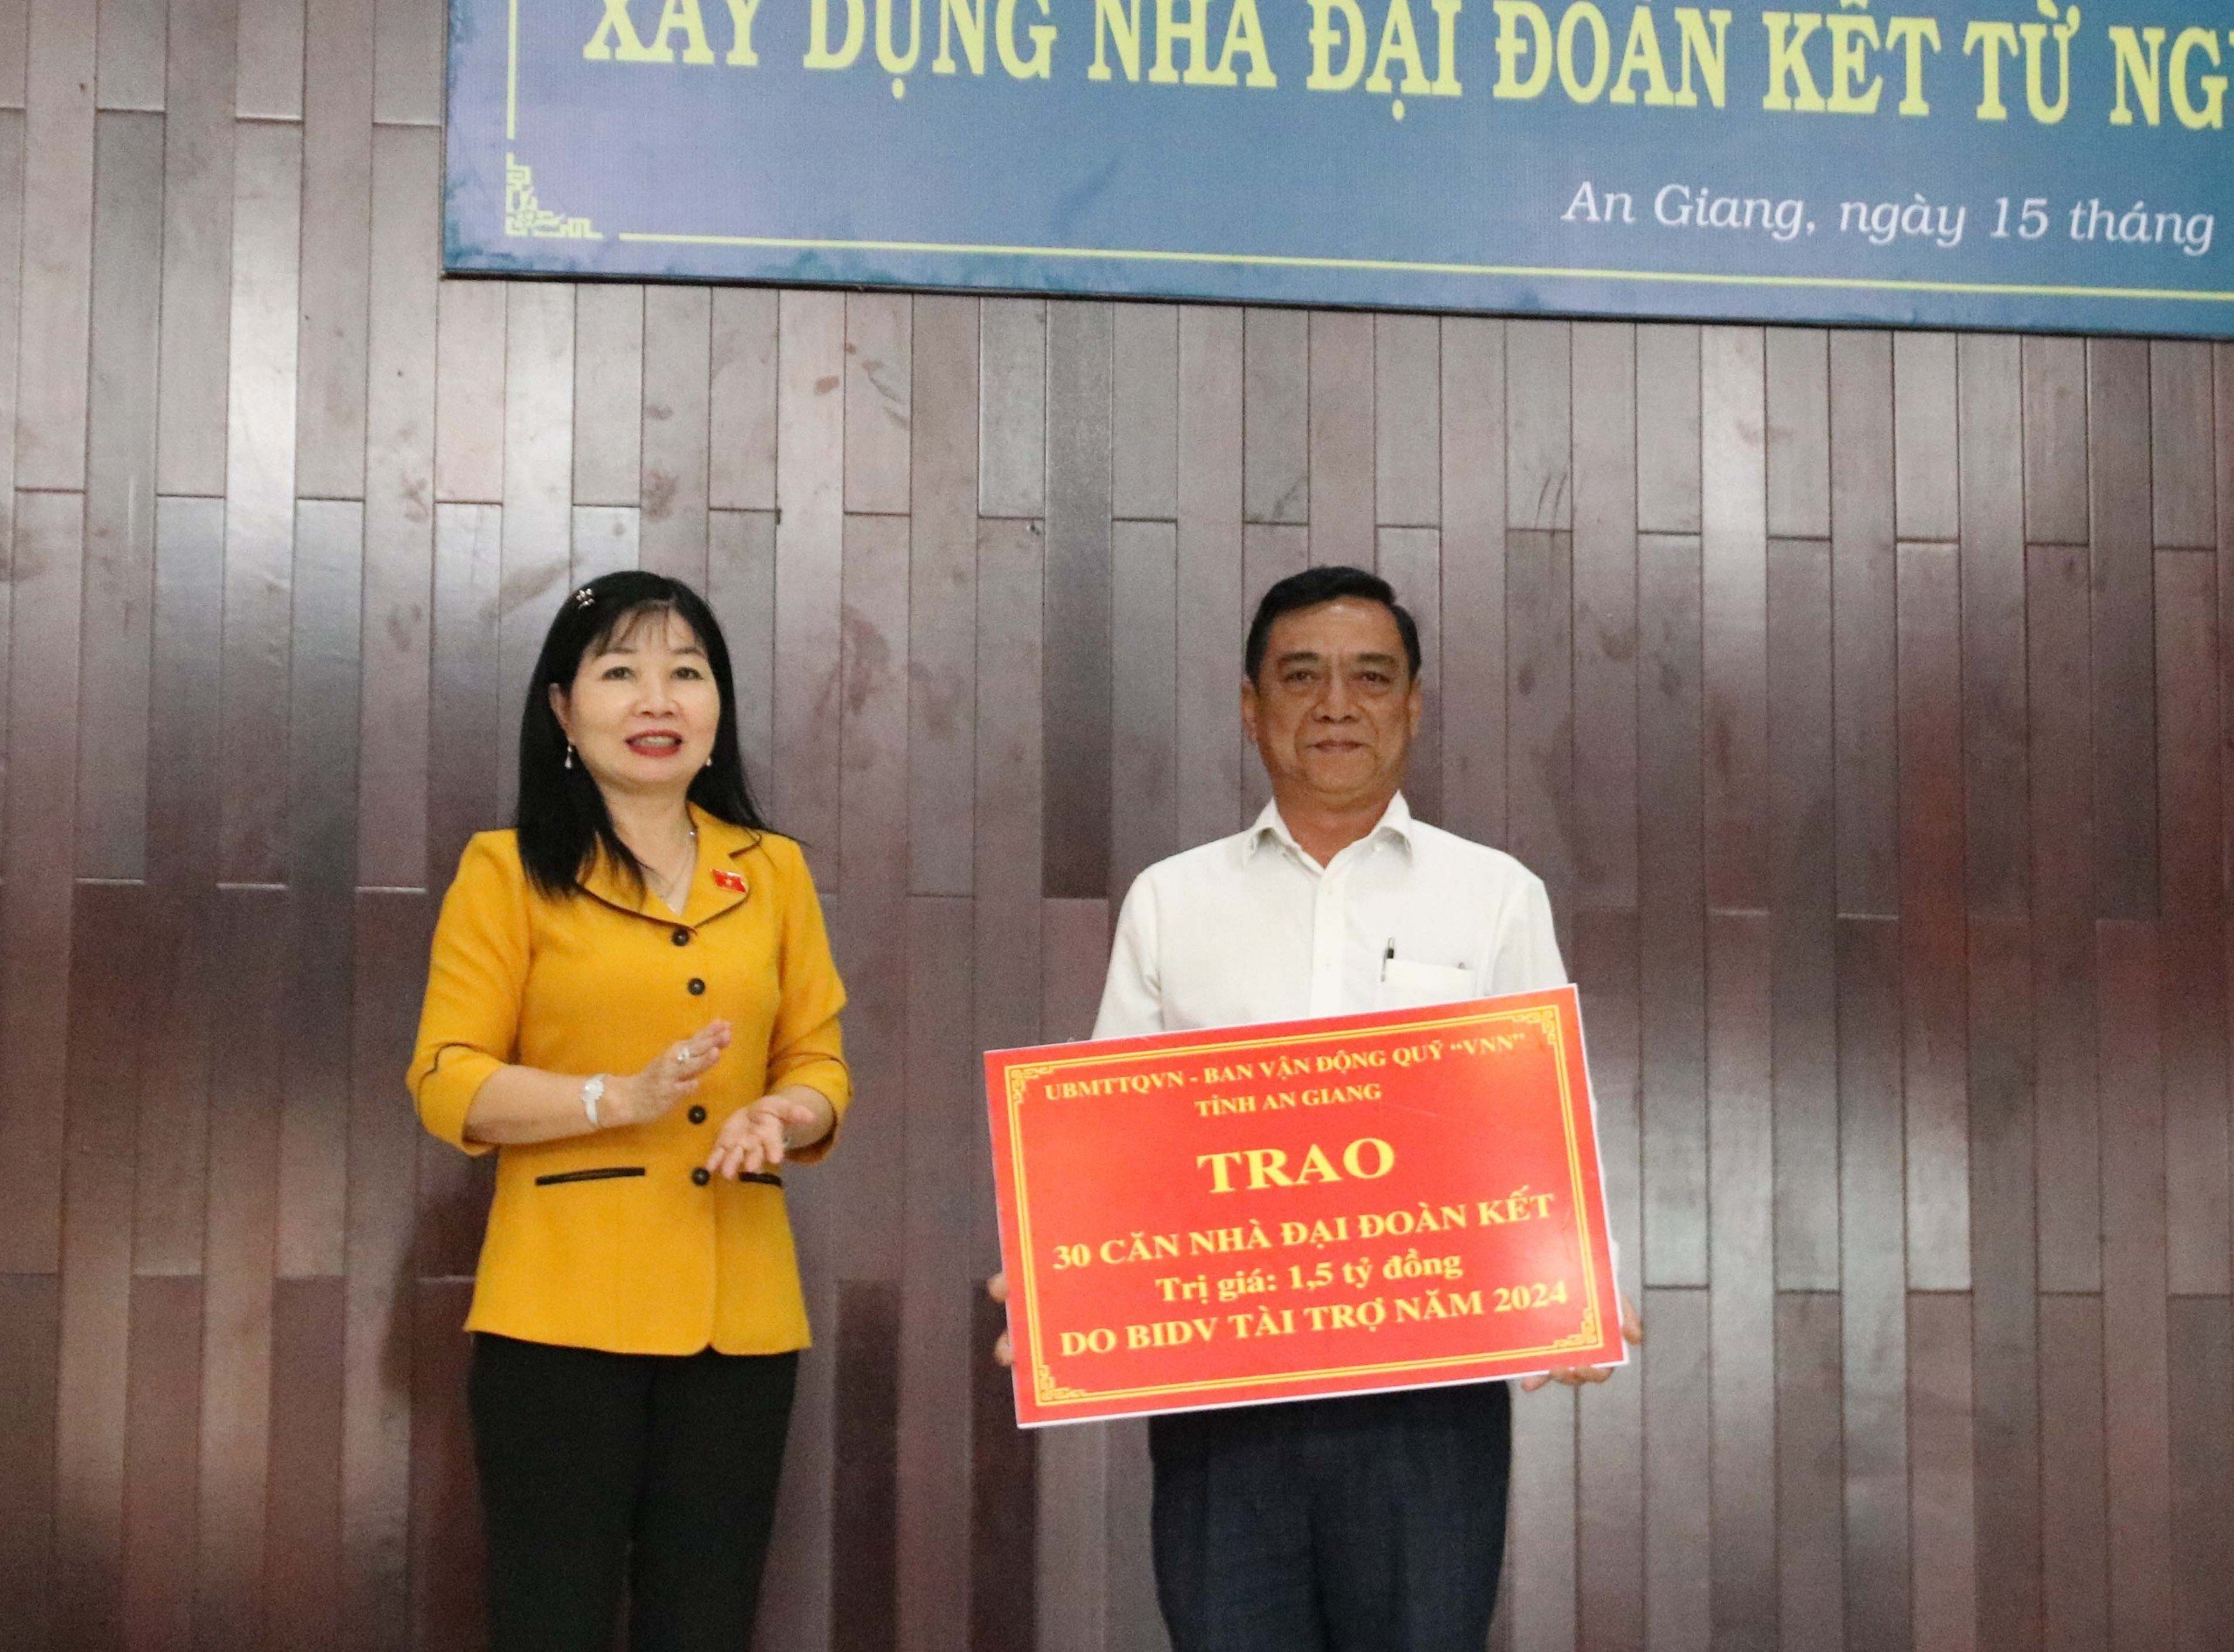 XÂY DỰNG NHÀ ĐẠI ĐOÀN KẾT TỪ
An Giang, ngày 15 tháng
UBMTTQVN - BAN VẬN ĐỘNG QUỸ “VNN”
TỈNH AN GIANG
TRAO
30 CĂN NHÀ ĐẠI ĐOÀN KẾT
Trị giá: 1,5 tỷ đồng
DO BIDV TÀI TRỢ NĂM 2024